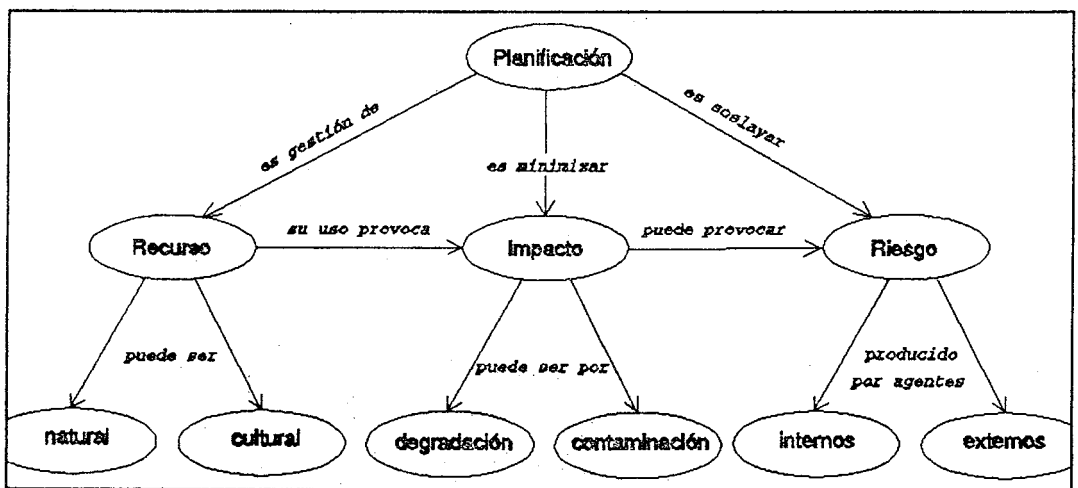 Planificación
es gestión de
es minimizar
es soslayar
Recurso
su uso provoca
Impacto
puede provocar
Riesgo
puede ser
puede ser por
producido
por agentes
natural
cultural
degradación
contaminación
internos
externos